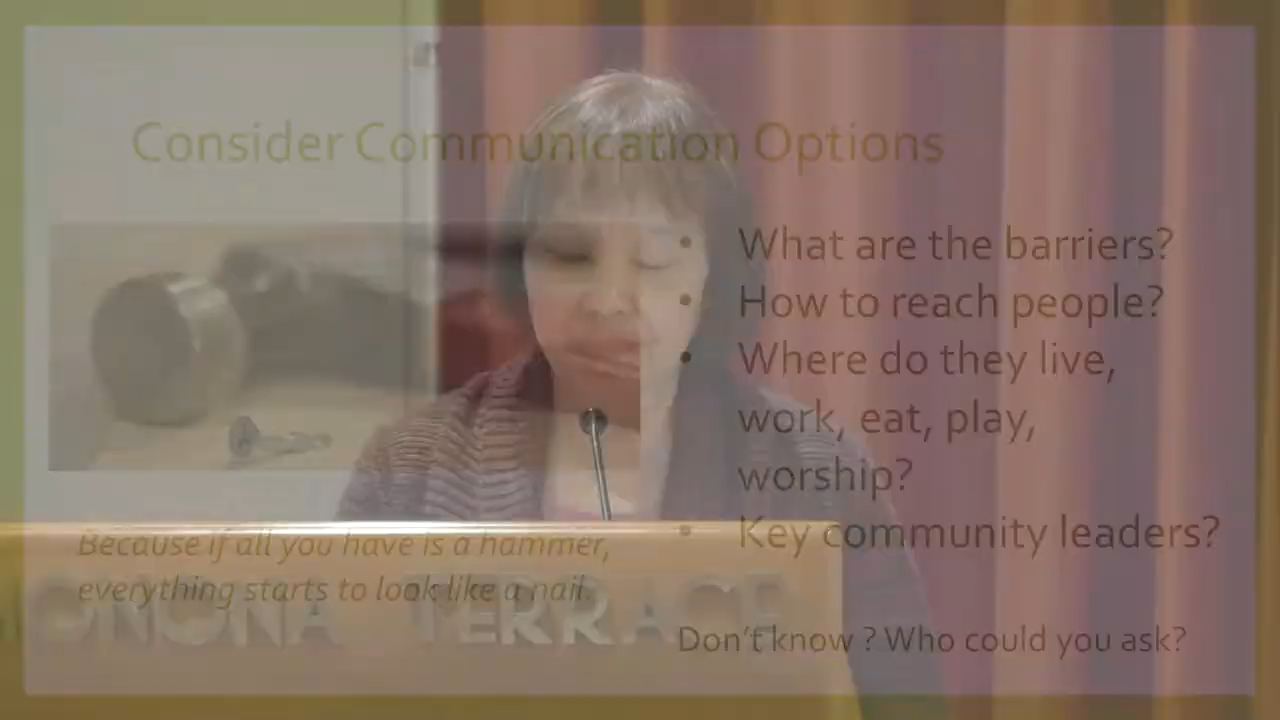 Consider Communication Options
• What are the barriers?
• How to reach people?
• Where do they live,
work, eat, play,
worship?
• Key community leaders?
Because if all you have is a hammer,
everything starts to look like a nail.
Don't know ? Who could you ask?
ONONA TERRACE